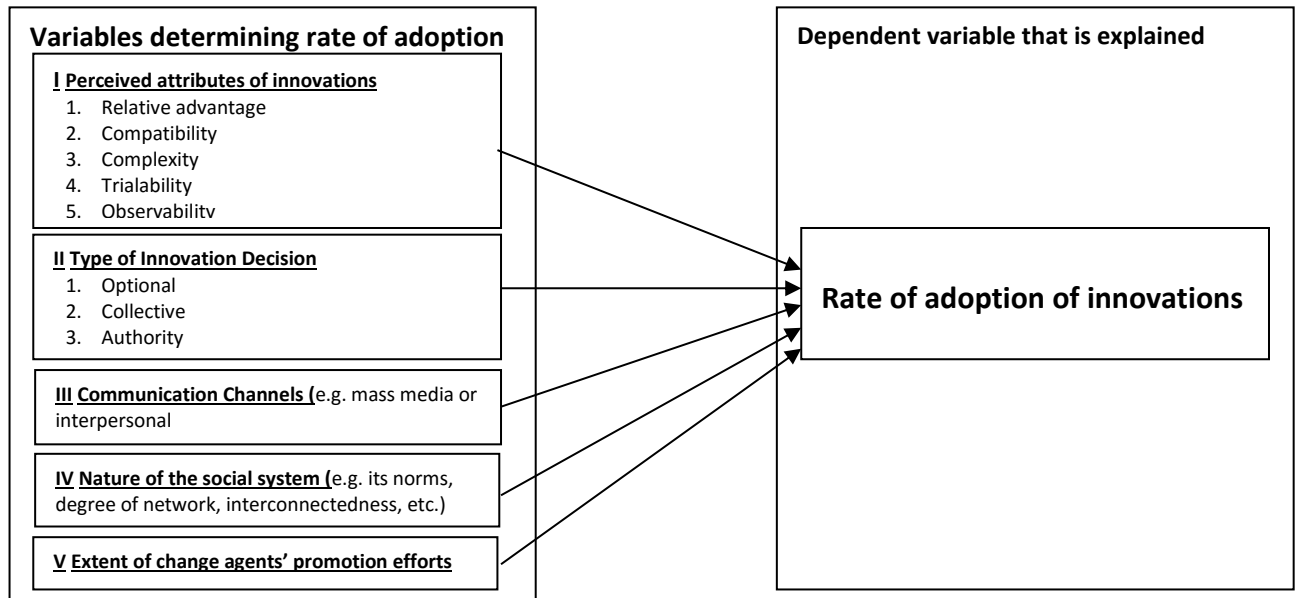 Variables determining rate of adoption
I Perceived attributes of innovations
1. Relative advantage
2. Compatibility
3. Complexity
4. Trialability
5. Observability
II Type of Innovation Decision
1. Optional
2. Collective
3. Authority
III Communication Channels (e.g. mass media or
interpersonal
IV Nature of the social system (e.g. its norms,
degree of network, interconnectedness, etc.)
V Extent of change agents’ promotion efforts
Dependent variable that is explained
Rate of adoption of innovations